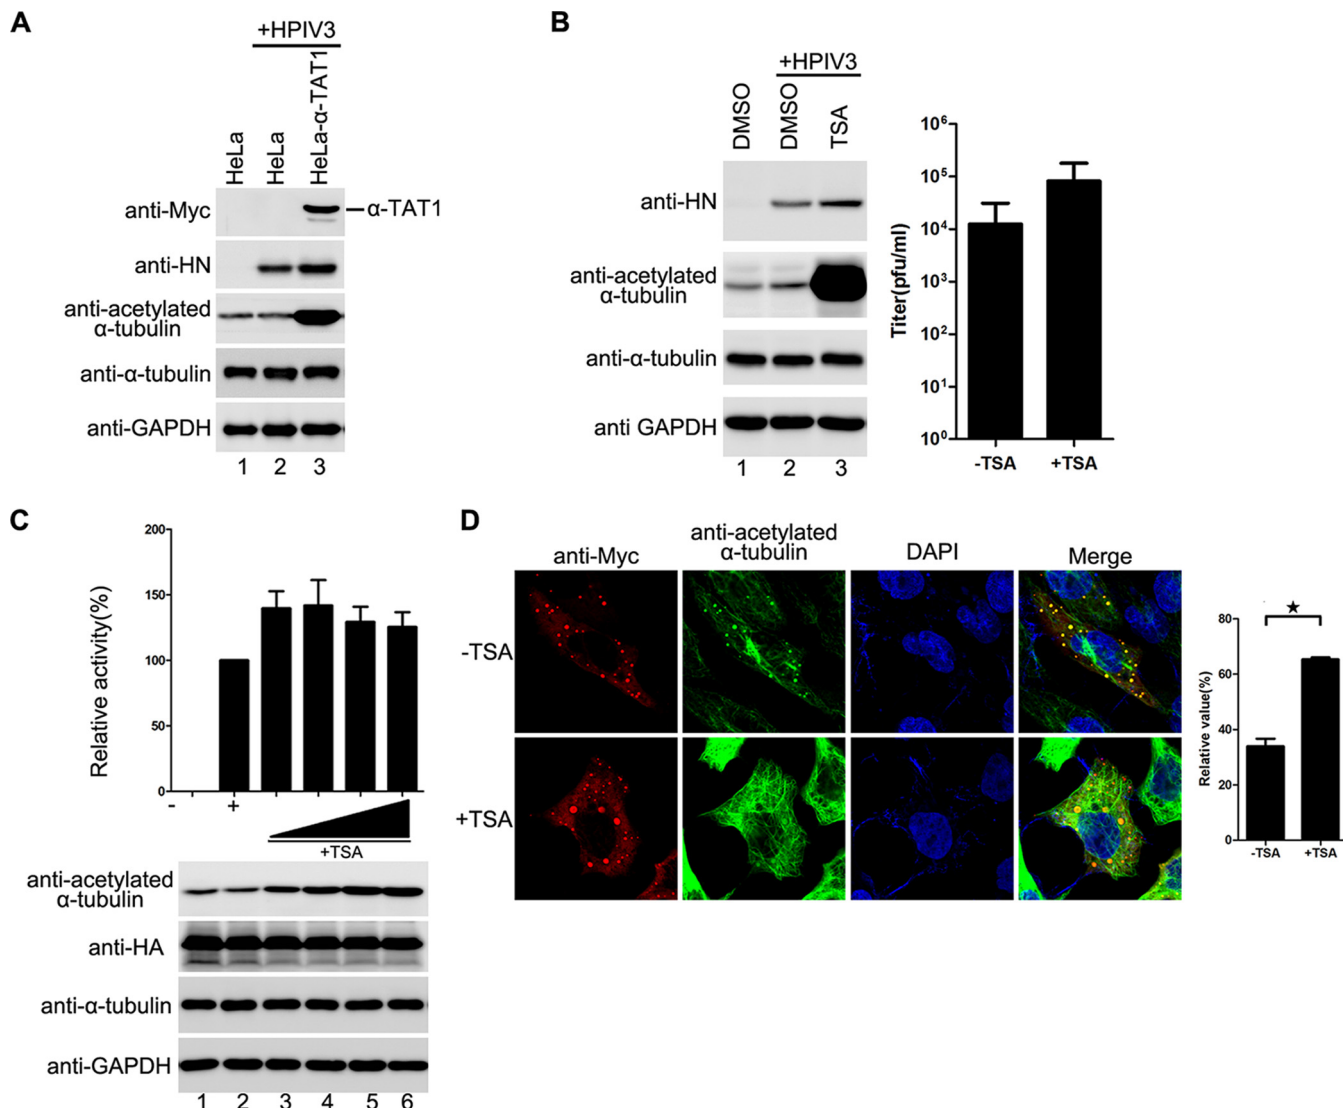 A
+HPIV3
HeLa
HeLa
HeLa-α-TAT1
anti-Myc
α-TAT1
anti-HN
anti-acetylated
α-tubulin
anti-α-tubulin
anti-GAPDH
1 2 3
B
+HPIV3
DMSO
DMSO
TSA
anti-HN
anti-acetylated
α-tubulin
anti-α-tubulin
anti GAPDH
1 2 3
Titer(pfu/ml)
10⁶
10⁵
10⁴
10³
10²
10¹
10⁰
-TSA +TSA
C
Relative activity(%)
200
150
100
50
0
- +
+TSA
anti-acetylated
α-tubulin
anti-HA
anti-α-tubulin
anti-GAPDH
1 2 3 4 5 6
D
anti-Myc
anti-acetylated
α-tubulin
DAPI
Merge
-TSA
+TSA
Relative value(%)
80
60
40
20
0
★
-TSA +TSA